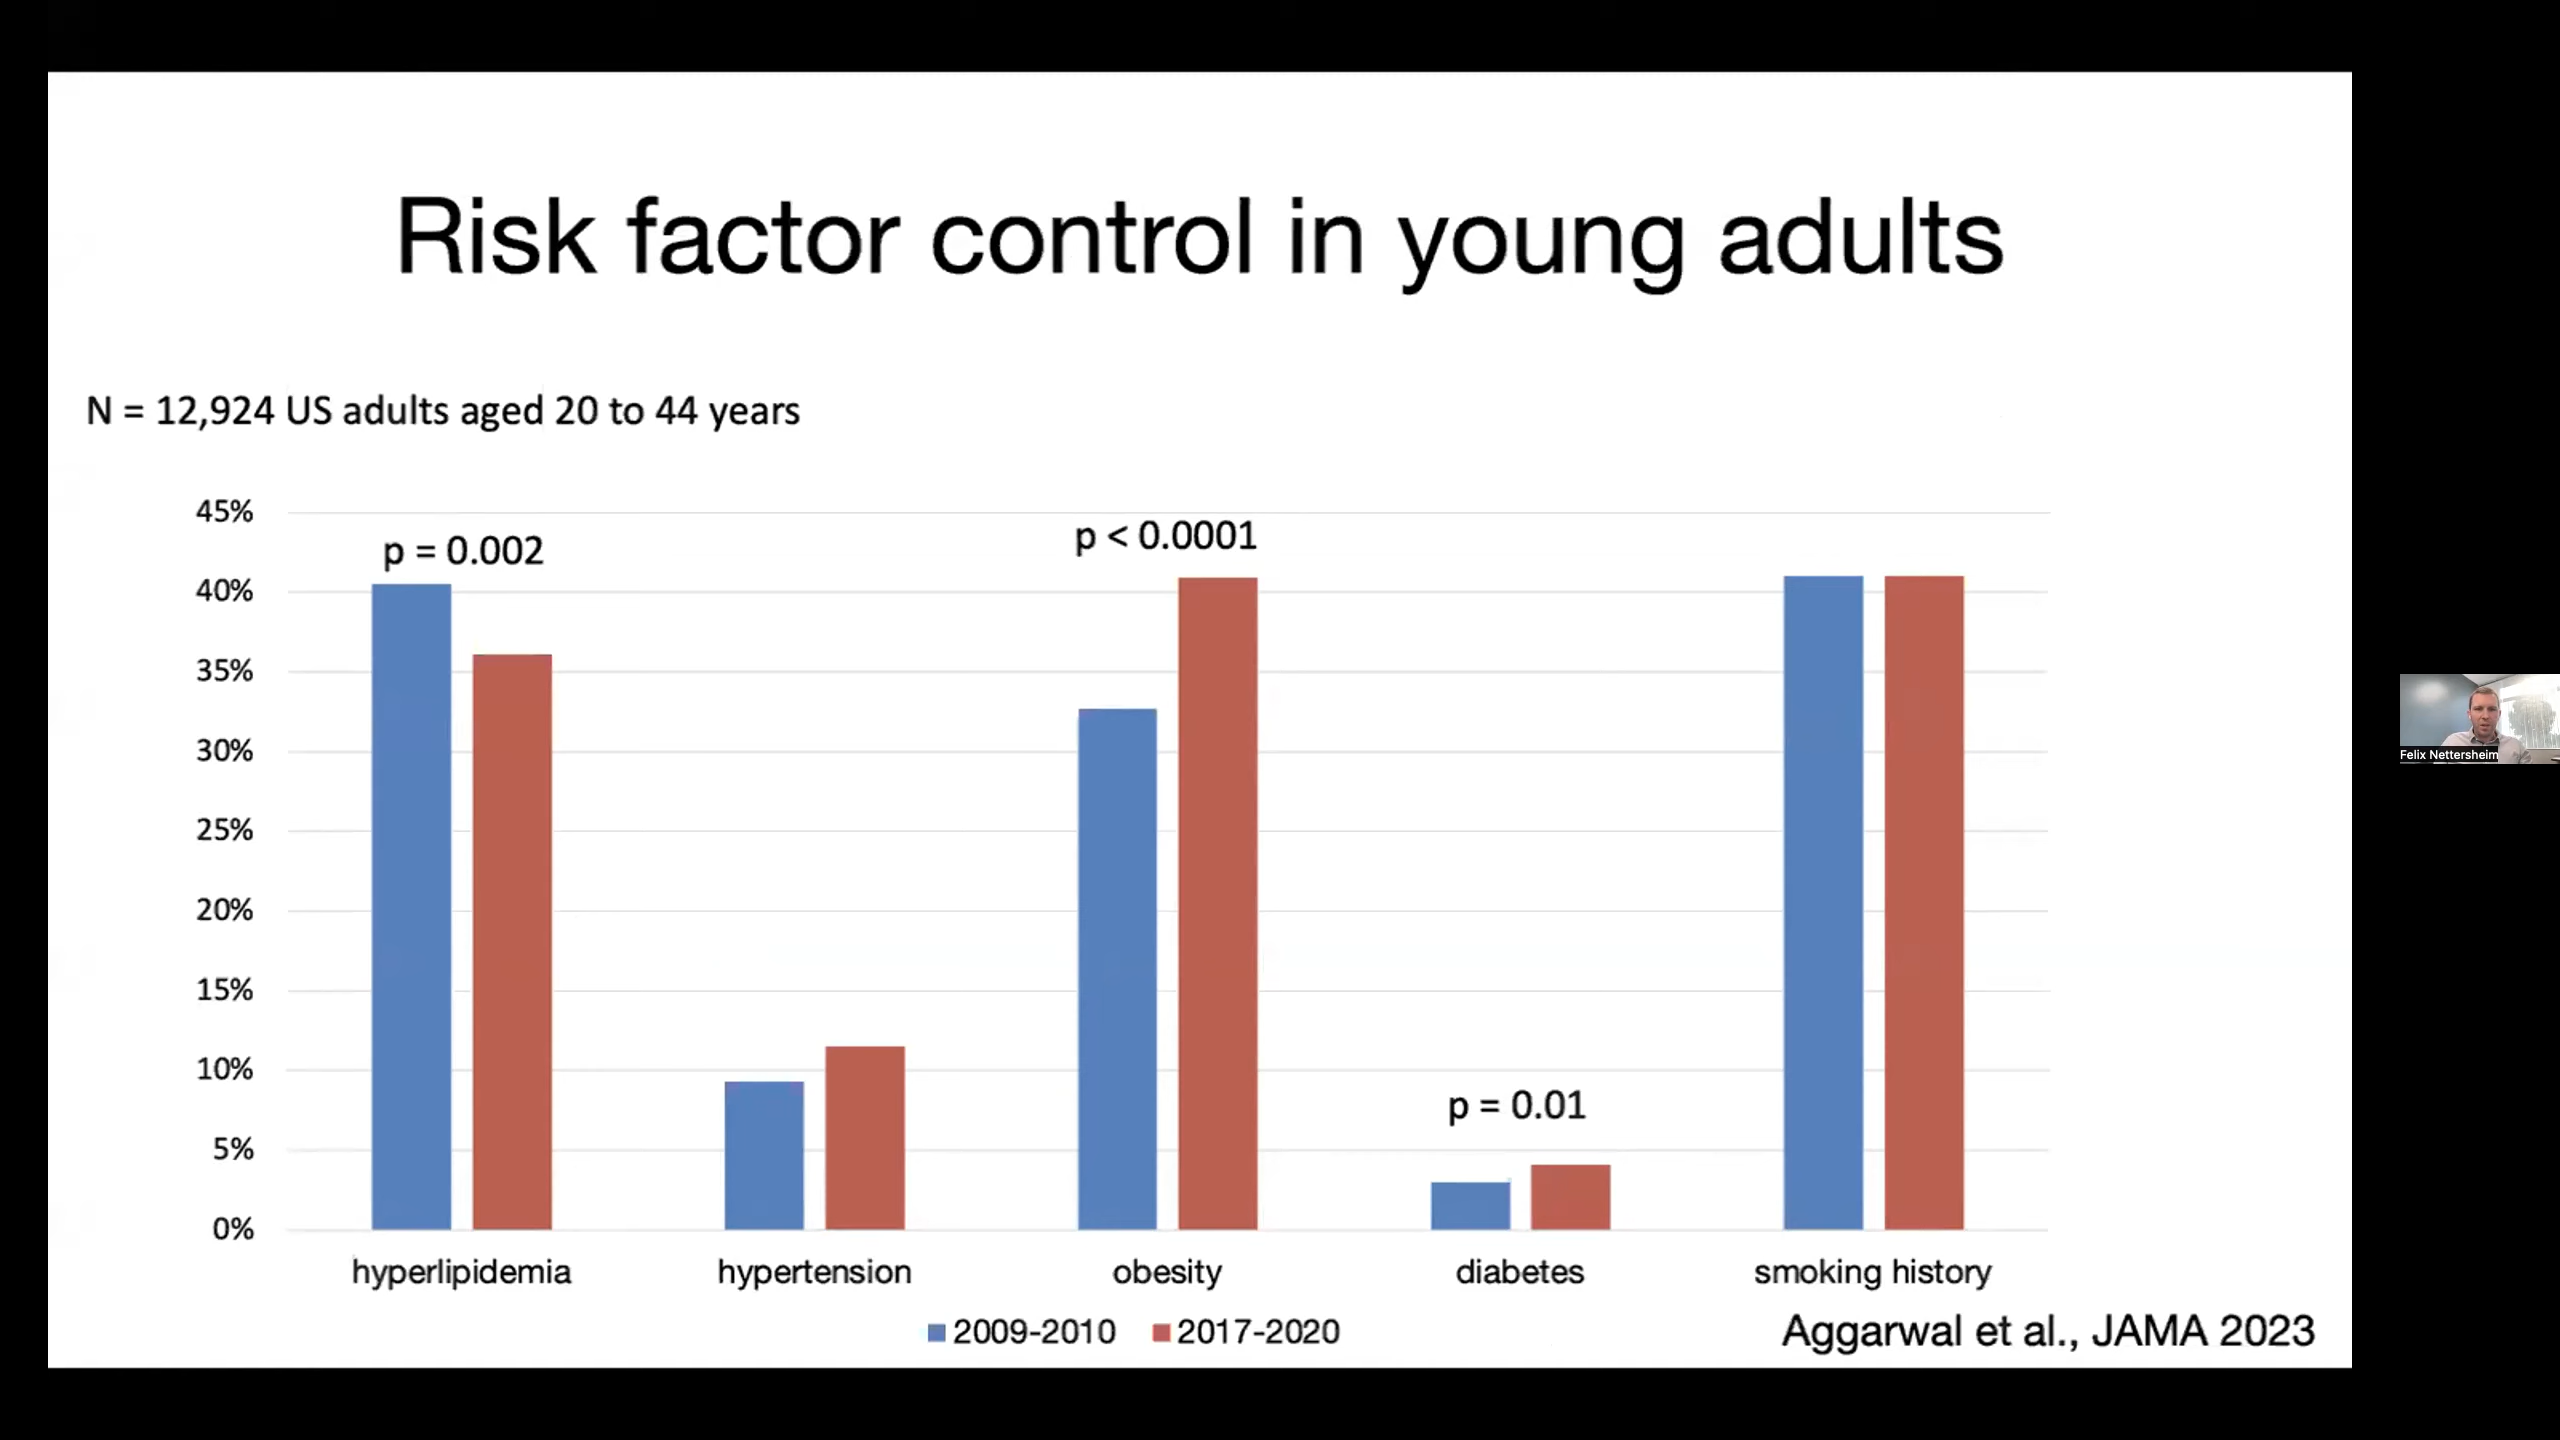 Risk factor control in young adults
N = 12,924 US adults aged 20 to 44 years
45%
40%
35%
30%
25%
20%
15%
10%
5%
0%
p = 0.002
p < 0.0001
p = 0.01
hyperlipidemia
hypertension
obesity
diabetes
smoking history
2009-2010
2017-2020
Aggarwal et al., JAMA 2023
Felix Nettersheim